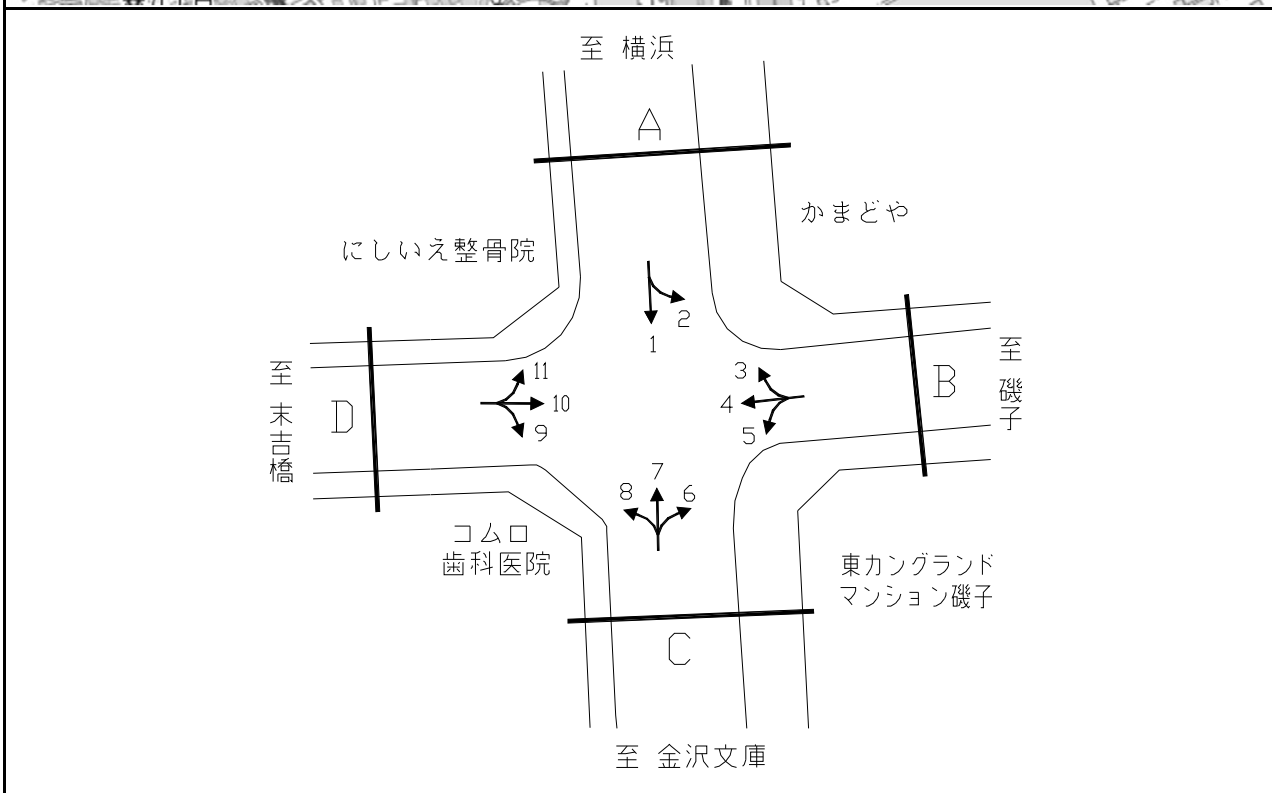 至 横浜
A
かまどや
にしいえ整骨院
2
1
至 末吉橋
D
11
10
9
3
4
5
B
至 磯子
7
8
6
コムロ
歯科医院
東カングランド
マンション磯子
C
至 金沢文庫